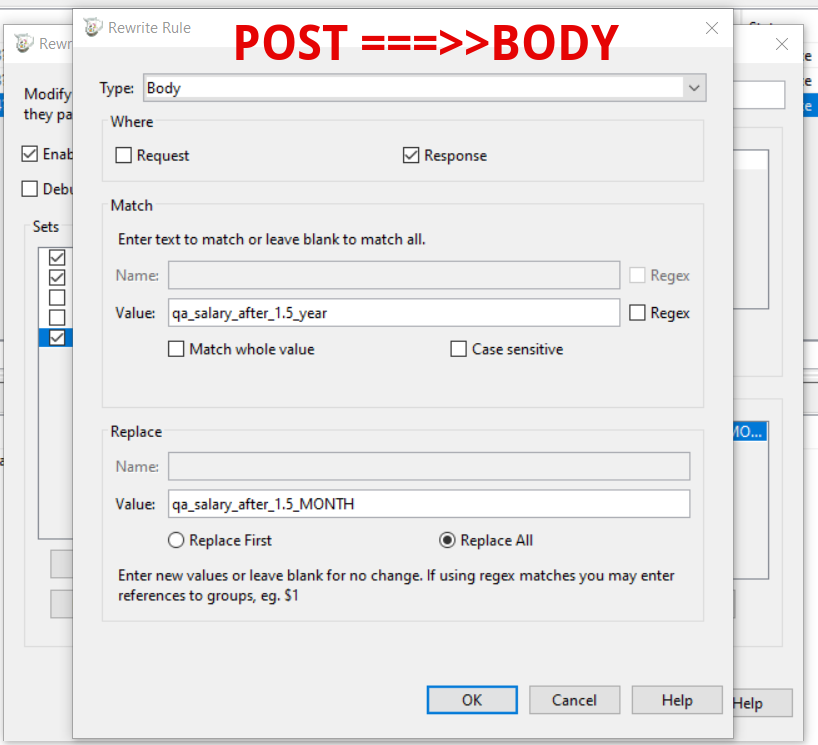 Rewrite Rule
POST ===>>BODY
Rewr
Type: Body
Modify
they pa
Where
Request
Response
Enab
Debu
Match
Sets
Enter text to match or leave blank to match all.
Name:
Regex
Value: qa_salary_after_1.5_year
Regex
Match whole value
Case sensitive
Replace
MO...
Name:
Value: qa_salary_after_1.5_MONTH
Replace First
Replace All
Enter new values or leave blank for no change. If using regex matches you may enter
references to groups, eg. $1
OK
Cancel
Help
Help